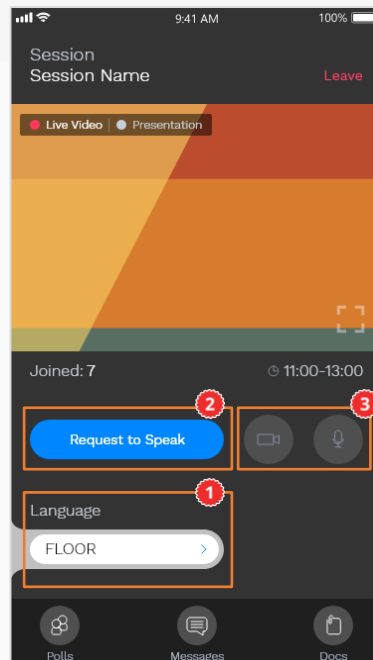 9:41 AM 100%
Session
Session Name Leave
Live Video | Presentation
Joined: 7 11:00-13:00
2 3
Request to Speak
1
Language
FLOOR
Polls Messages Docs